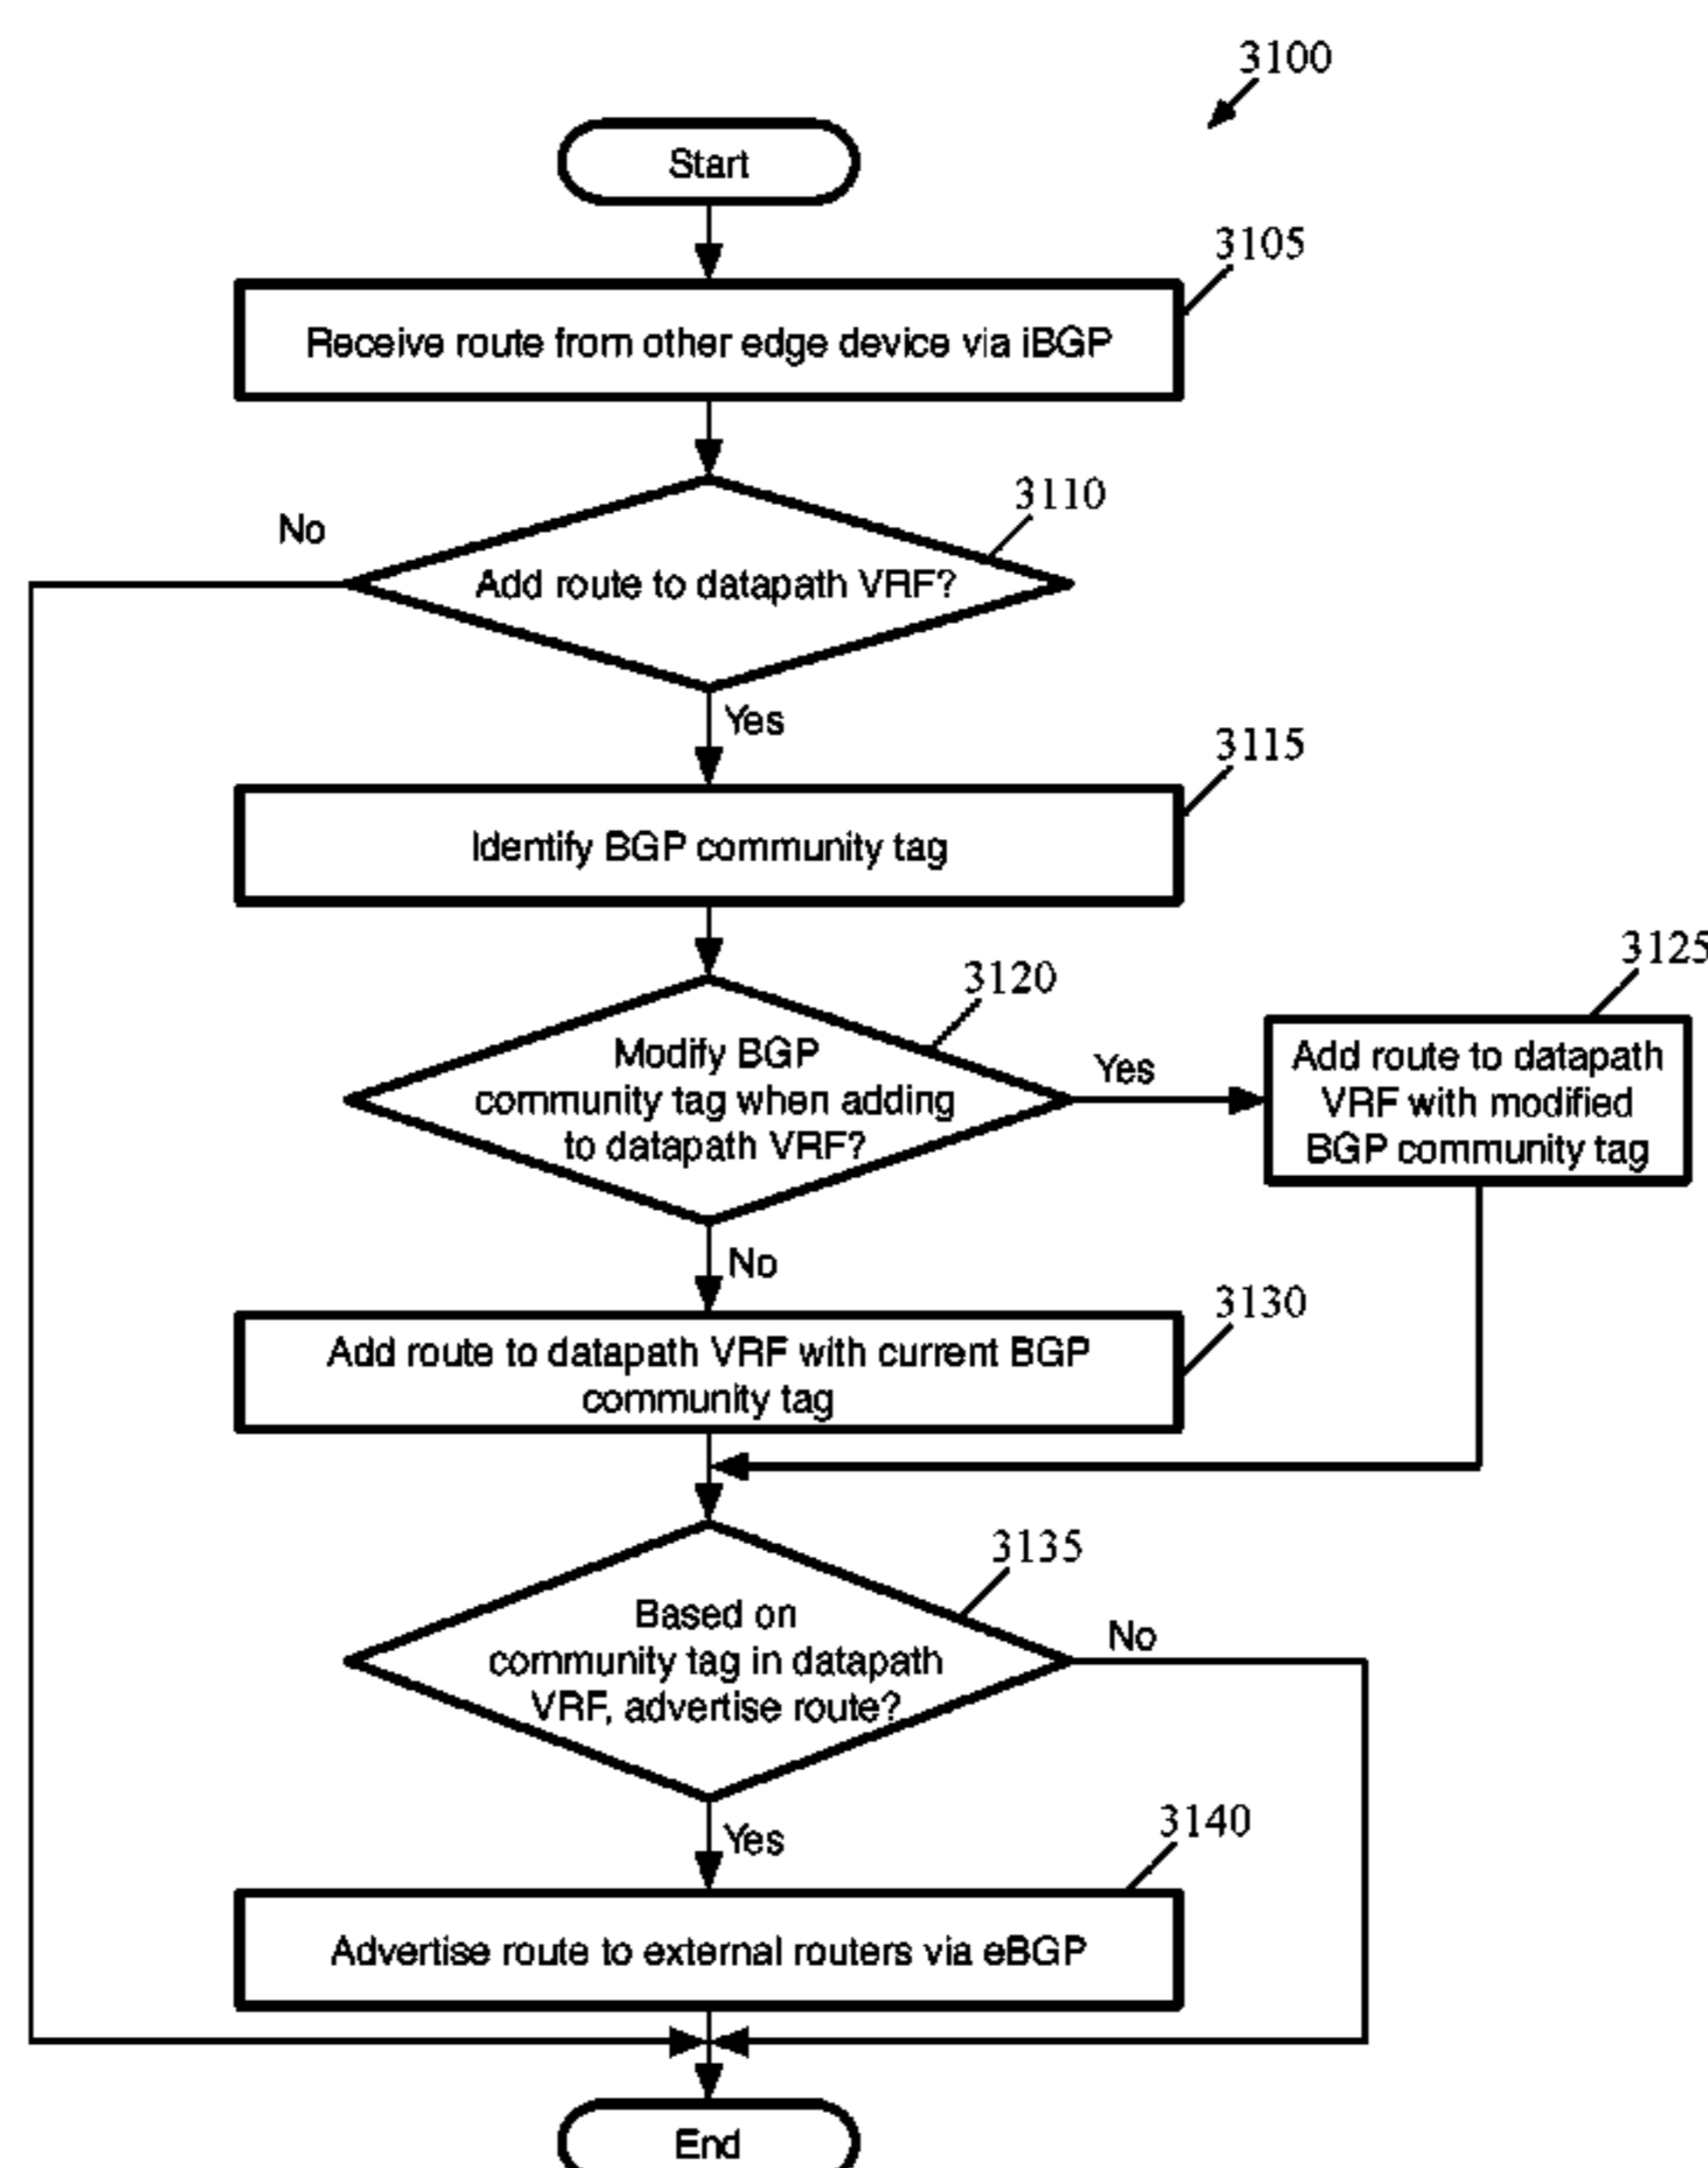 3100
Start
3105
Receive route from other edge device via iBGP
3110
No
Add route to datapath VRF?
Yes
3115
Identify BGP community tag
3120
Modify BGP
community tag when adding
to datapath VRF?
Yes
3125
Add route to datapath
VRF with modified
BGP community tag
No
3130
Add route to datapath VRF with current BGP
community tag
3135
Based on
community tag in datapath
VRF, advertise route?
No
Yes
3140
Advertise route to external routers via eBGP
End